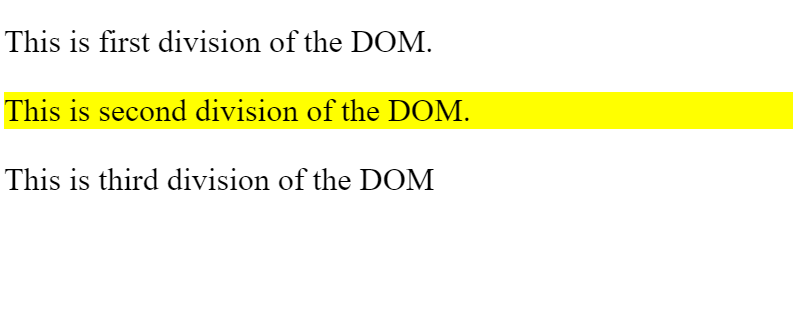 This is first division of the DOM.
This is second division of the DOM.
This is third division of the DOM